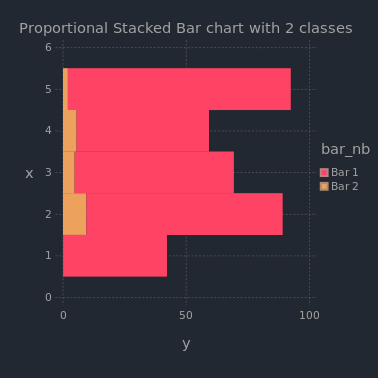 Proportional Stacked Bar chart with 2 classes
6
5
4
3
2
1
0
x
0 50 100
y
bar_nb
Bar 1
Bar 2